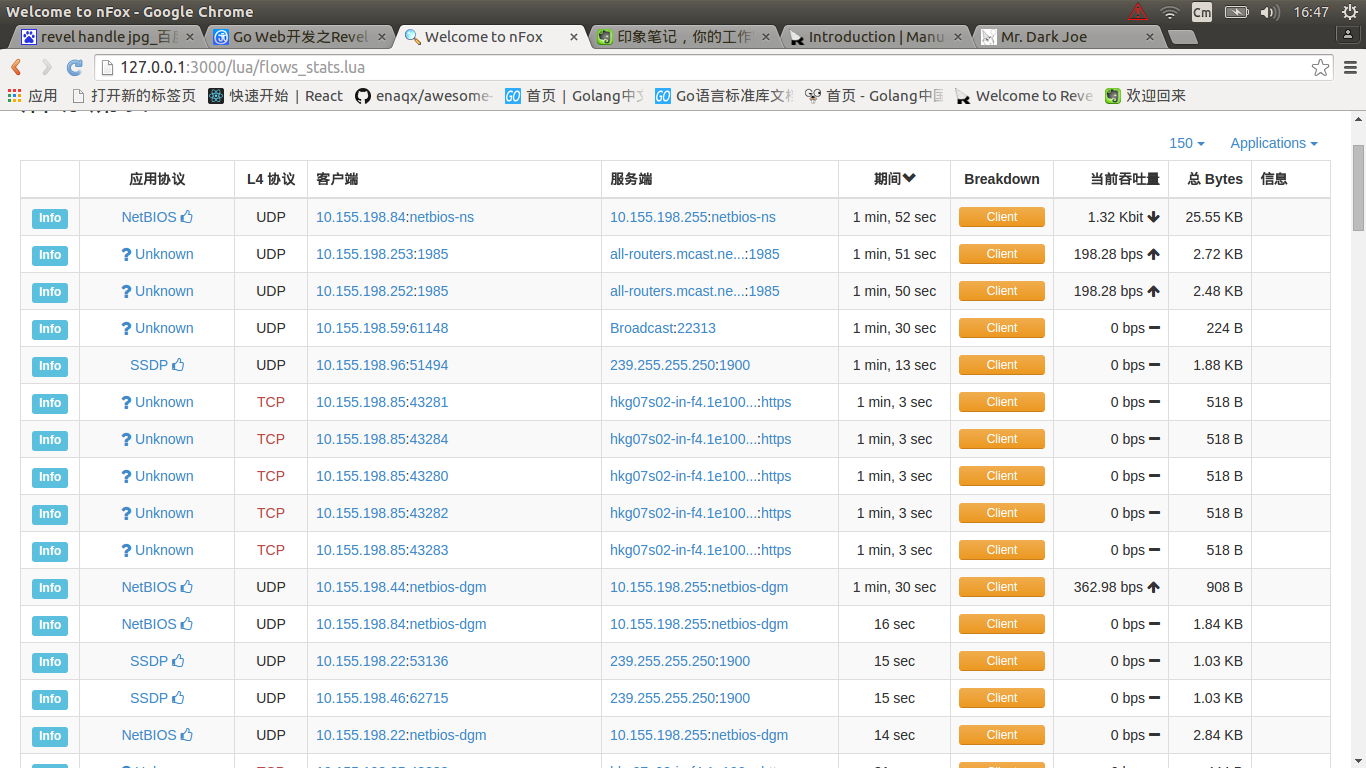 Welcome to nFox - Google Chrome
Cm 16:47
revel handle jpg_百度 Go Web开发之Revel Welcome to nFox 印象笔记，你的工作 Introduction | Manu Mr. Dark Joe
127.0.0.1:3000/lua/flows_stats.lua
应用 打开新的标签页 快速开始 | React enaqx/awesome- 首页 | Golang中文 Go语言标准库文档 首页 - Golang中国 Welcome to Reve 欢迎回来
150 Applications
应用协议 L4 协议 客户端 服务端 期间 Breakdown 当前吞吐量 总 Bytes 信息
Info NetBIOS UDP 10.155.198.84:netbios-ns 10.155.198.255:netbios-ns 1 min, 52 sec Client 1.32 Kbit 25.55 KB
Info ? Unknown UDP 10.155.198.253:1985 all-routers.mcast.ne...:1985 1 min, 51 sec Client 198.28 bps 2.72 KB
Info ? Unknown UDP 10.155.198.252:1985 all-routers.mcast.ne...:1985 1 min, 50 sec Client 198.28 bps 2.48 KB
Info ? Unknown UDP 10.155.198.59:61148 Broadcast:22313 1 min, 30 sec Client 0 bps 224 B
Info SSDP UDP 10.155.198.96:51494 239.255.255.250:1900 1 min, 13 sec Client 0 bps 1.88 KB
Info ? Unknown TCP 10.155.198.85:43281 hkg07s02-in-f4.1e100...:https 1 min, 3 sec Client 0 bps 518 B
Info ? Unknown TCP 10.155.198.85:43284 hkg07s02-in-f4.1e100...:https 1 min, 3 sec Client 0 bps 518 B
Info ? Unknown TCP 10.155.198.85:43280 hkg07s02-in-f4.1e100...:https 1 min, 3 sec Client 0 bps 518 B
Info ? Unknown TCP 10.155.198.85:43282 hkg07s02-in-f4.1e100...:https 1 min, 3 sec Client 0 bps 518 B
Info ? Unknown TCP 10.155.198.85:43283 hkg07s02-in-f4.1e100...:https 1 min, 3 sec Client 0 bps 518 B
Info NetBIOS UDP 10.155.198.44:netbios-dgm 10.155.198.255:netbios-dgm 1 min, 30 sec Client 362.98 bps 908 B
Info NetBIOS UDP 10.155.198.84:netbios-dgm 10.155.198.255:netbios-dgm 16 sec Client 0 bps 1.84 KB
Info SSDP UDP 10.155.198.22:53136 239.255.255.250:1900 15 sec Client 0 bps 1.03 KB
Info SSDP UDP 10.155.198.46:62715 239.255.255.250:1900 15 sec Client 0 bps 1.03 KB
Info NetBIOS UDP 10.155.198.22:netbios-dgm 10.155.198.255:netbios-dgm 14 sec Client 0 bps 2.84 KB